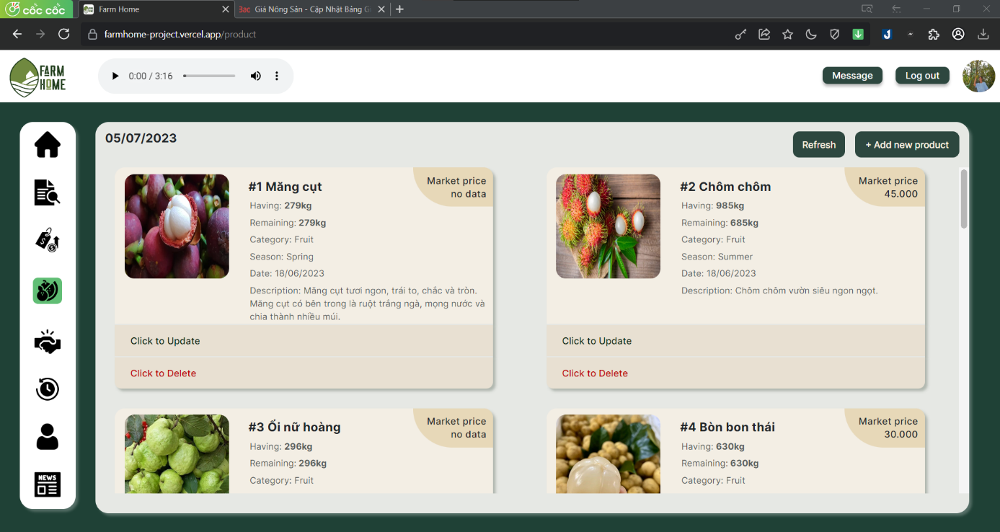 cốc cốc
Farm Home
3ac Giá Nông Sản - Cập Nhật Bảng G
farmhome-project.vercel.app/product
FARM
HOME
0:00 / 3:16
Message
Log out
05/07/2023
Refresh
+ Add new product
#1 Măng cụt
Market price
no data
Having: 279kg
Remaining: 279kg
Category: Fruit
Season: Spring
Date: 18/06/2023
Description: Măng cụt tươi ngon, trái to, chắc và tròn.
Măng cụt có bên trong là ruột trắng ngà, mọng nước và
chia thành nhiều múi.
Click to Update
Click to Delete
#2 Chôm chôm
Market price
45.000
Having: 985kg
Remaining: 685kg
Category: Fruit
Season: Summer
Date: 18/06/2023
Description: Chôm chôm vườn siêu ngon ngọt.
Click to Update
Click to Delete
#3 Ổi nữ hoàng
Market price
no data
Having: 296kg
Remaining: 296kg
Category: Fruit
#4 Bòn bon thái
Market price
30.000
Having: 630kg
Remaining: 630kg
Category: Fruit
NEWS